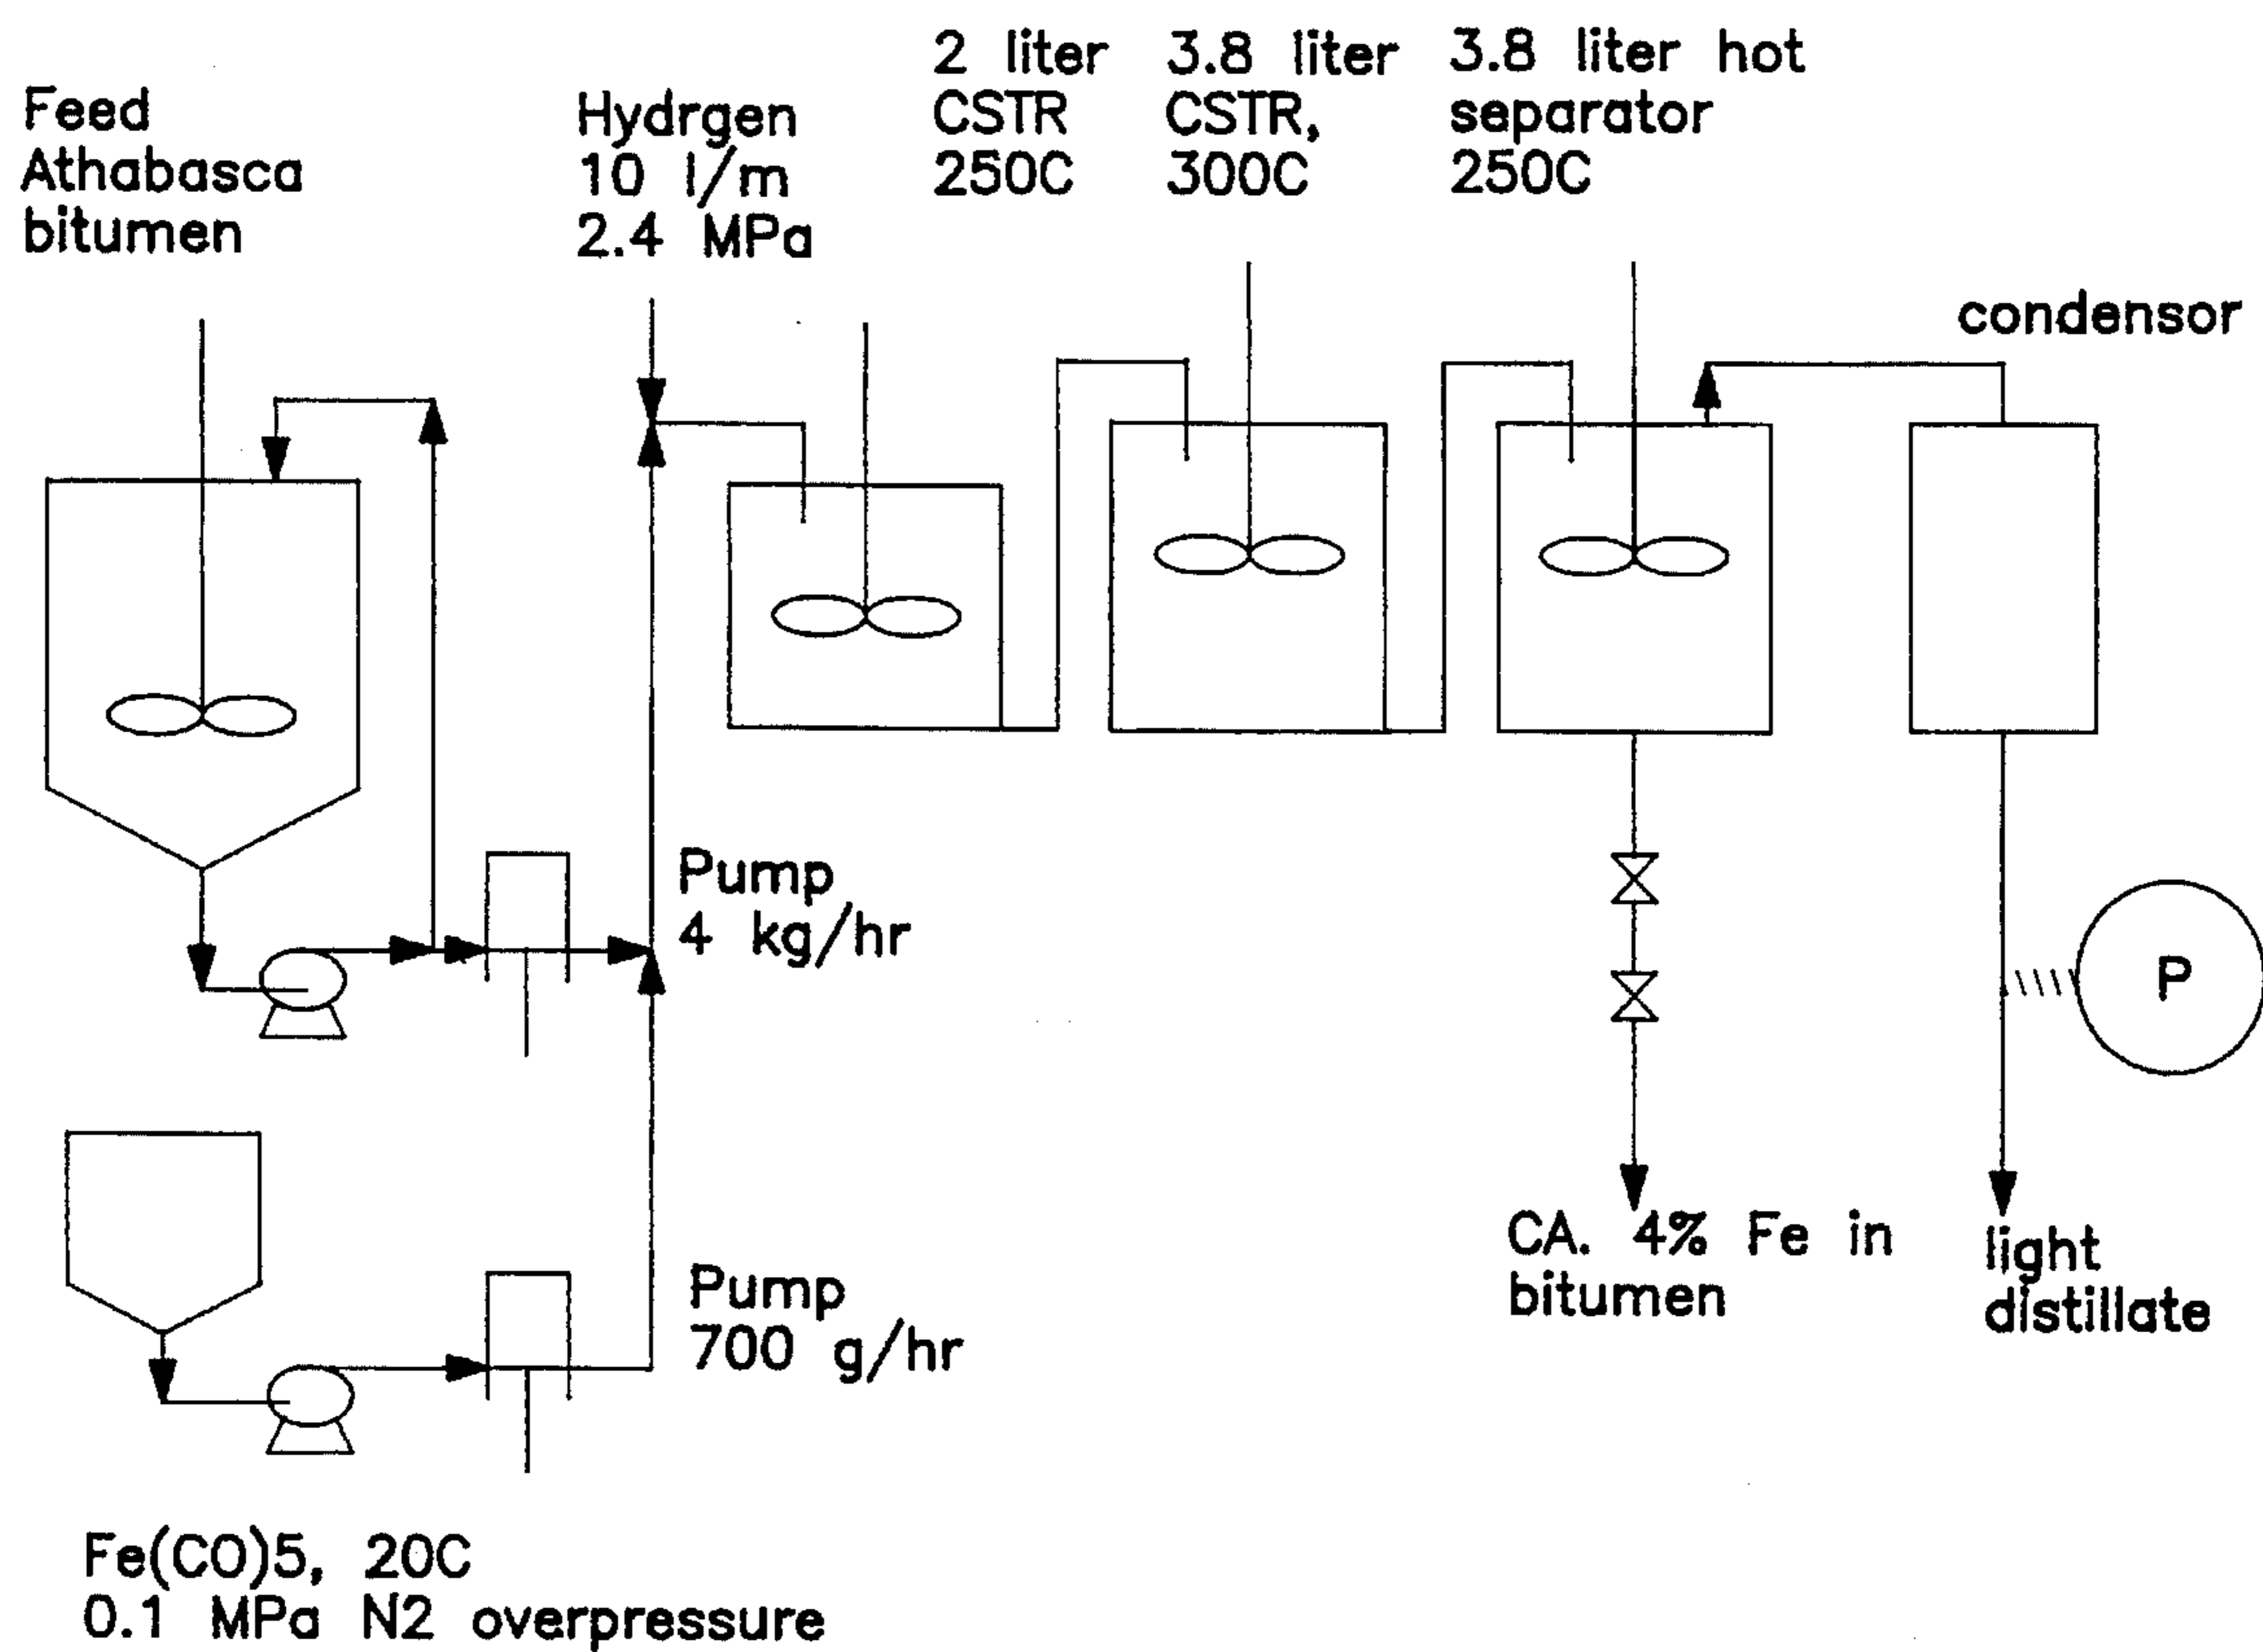 Feed
Athabasca
bitumen
Hydrgen
10 l/m
2.4 MPa
2 liter
CSTR
250C
3.8 liter
CSTR,
300C
3.8 liter hot
separator
250C
condensor
Pump
4 kg/hr
P
Pump
700 g/hr
CA. 4% Fe in
bitumen
light
distillate
Fe(CO)5, 20C
0.1 MPa N2 overpressure